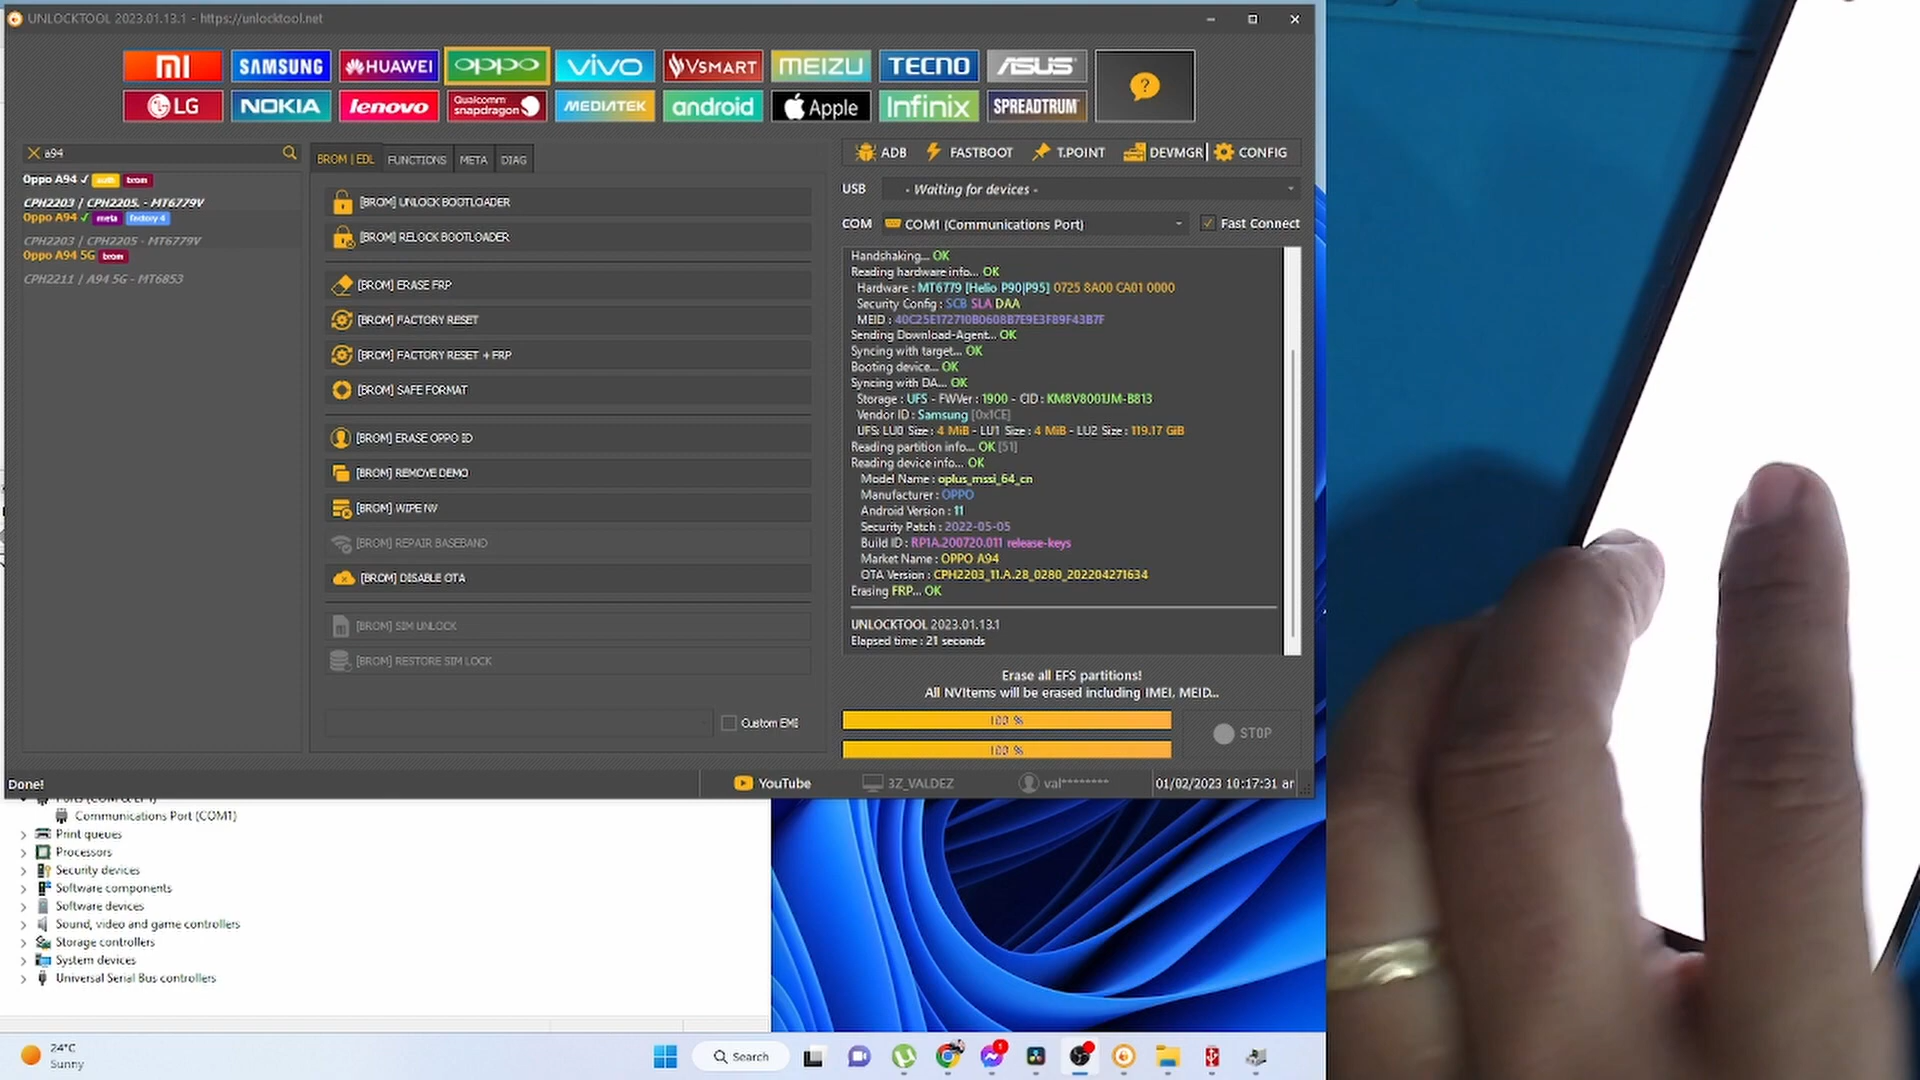 UNLOCKTOOL 2023.01.13.1 - https://unlocktool.net
MI SAMSUNG HUAWEI oppo vivo VSMART MEIZU TECNO ASUS ?
LG NOKIA lenovo Qualcomm snapdragon MEDIATEK android Apple Infinix SPREADTRUM
a94
Oppo A94 ✓ auth brom
CPH2203 / CPH2205. - MT6779V
Oppo A94 ✓ meta factory 4
CPH2203 / CPH2205 - MT6779V
Oppo A94 5G brom
CPH2211 / A94 5G - MT6853
BROM | EDL FUNCTIONS META DIAG
[BROM] UNLOCK BOOTLOADER
[BROM] RELOCK BOOTLOADER
[BROM] ERASE FRP
[BROM] FACTORY RESET
[BROM] FACTORY RESET + FRP
[BROM] SAFE FORMAT
[BROM] ERASE OPPO ID
[BROM] REMOVE DEMO
[BROM] WIPE NV
[BROM] REPAIR BASEBAND
[BROM] DISABLE OTA
[BROM] SIM UNLOCK
[BROM] RESTORE SIM LOCK
Custom EMI
ADB FASTBOOT T.POINT DEVMGR CONFIG
USB - Waiting for devices -
COM COM1 (Communications Port) Fast Connect
Handshaking... OK
Reading hardware info... OK
Hardware : MT6779 [Helio P90|P95] 0725 8A00 CA01 0000
Security Config : SCB SLA DAA
MEID : 40C25E172710B0608B7E9E3F89F43B7F
Sending Download-Agent... OK
Syncing with target... OK
Booting device... OK
Syncing with DA... OK
Storage : UFS - FWVer : 1900 - CID : KM8V8001JM-B813
Vendor ID : Samsung [0x1CE]
UFS: LU0 Size : 4 MiB - LU1 Size : 4 MiB - LU2 Size : 119.17 GiB
Reading partition info... OK [51]
Reading device info... OK
Model Name : oplus_mssi_64_cn
Manufacturer : OPPO
Android Version : 11
Security Patch : 2022-05-05
Build ID : RP1A.200720.011 release-keys
Market Name : OPPO A94
OTA Version : CPH2203_11.A.28_0280_202204271634
Erasing FRP... OK
UNLOCKTOOL 2023.01.13.1
Elapsed time : 21 seconds
Erase all EFS partitions!
All NVItems will be erased including IMEI, MEID...
100 %
100 %
STOP
Done! YouTube 3Z_VALDEZ val******** 01/02/2023 10:17:31 ar
Ports (COM & LPT)
Communications Port (COM1)
Print queues
Processors
Security devices
Software components
Software devices
Sound, video and game controllers
Storage controllers
System devices
Universal Serial Bus controllers
24°C
Sunny
Search
1